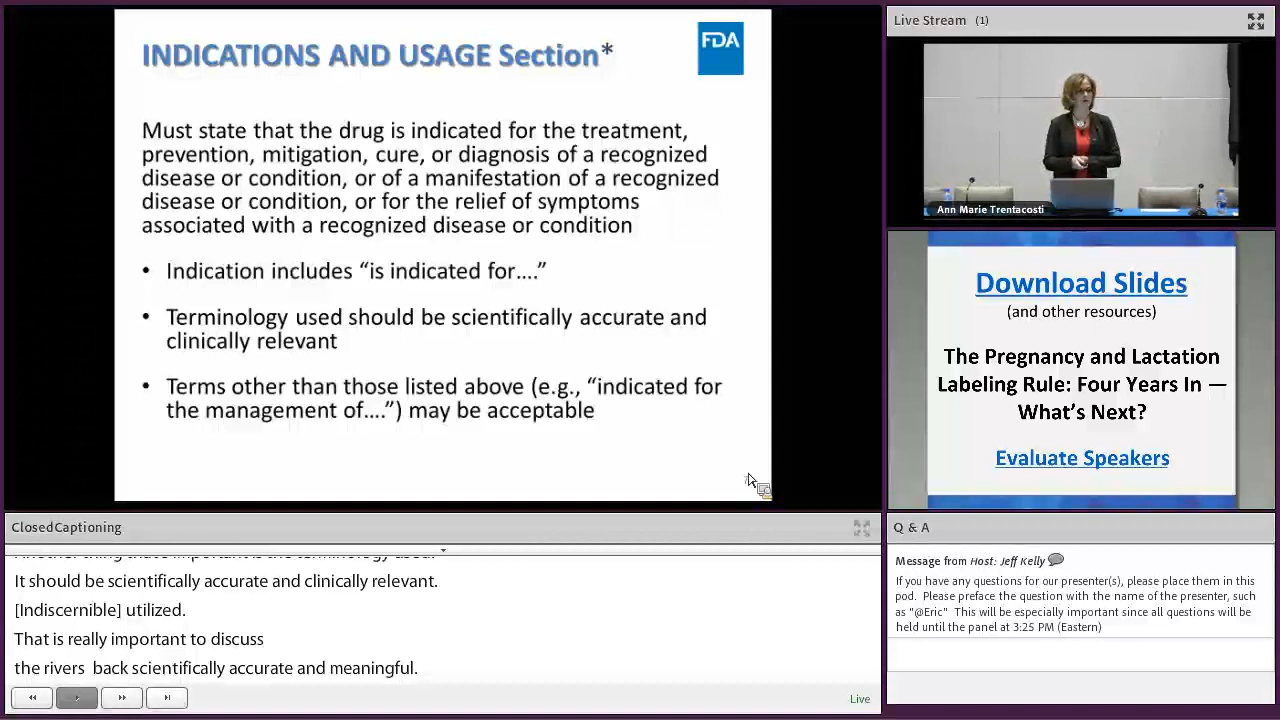 FDA
INDICATIONS AND USAGE Section*
Must state that the drug is indicated for the treatment,
prevention, mitigation, cure, or diagnosis of a recognized
disease or condition, or of a manifestation of a recognized
disease or condition, or for the relief of symptoms
associated with a recognized disease or condition
• Indication includes “is indicated for....”
• Terminology used should be scientifically accurate and
clinically relevant
• Terms other than those listed above (e.g., “indicated for
the management of....”) may be acceptable
Live Stream (1)
Ann Marie Trentacosti
Download Slides
(and other resources)
The Pregnancy and Lactation
Labeling Rule: Four Years In —
What’s Next?
Evaluate Speakers
ClosedCaptioning
It should be scientifically accurate and clinically relevant.
[Indiscernible] utilized.
That is really important to discuss
the rivers  back scientifically accurate and meaningful.
Live
Q & A
Message from Host: Jeff Kelly
If you have any questions for our presenter(s), please place them in this
pod.  Please preface the question with the name of the presenter, such
as "@Eric"  This will be especially important since all questions will be
held until the panel at 3:25 PM (Eastern)